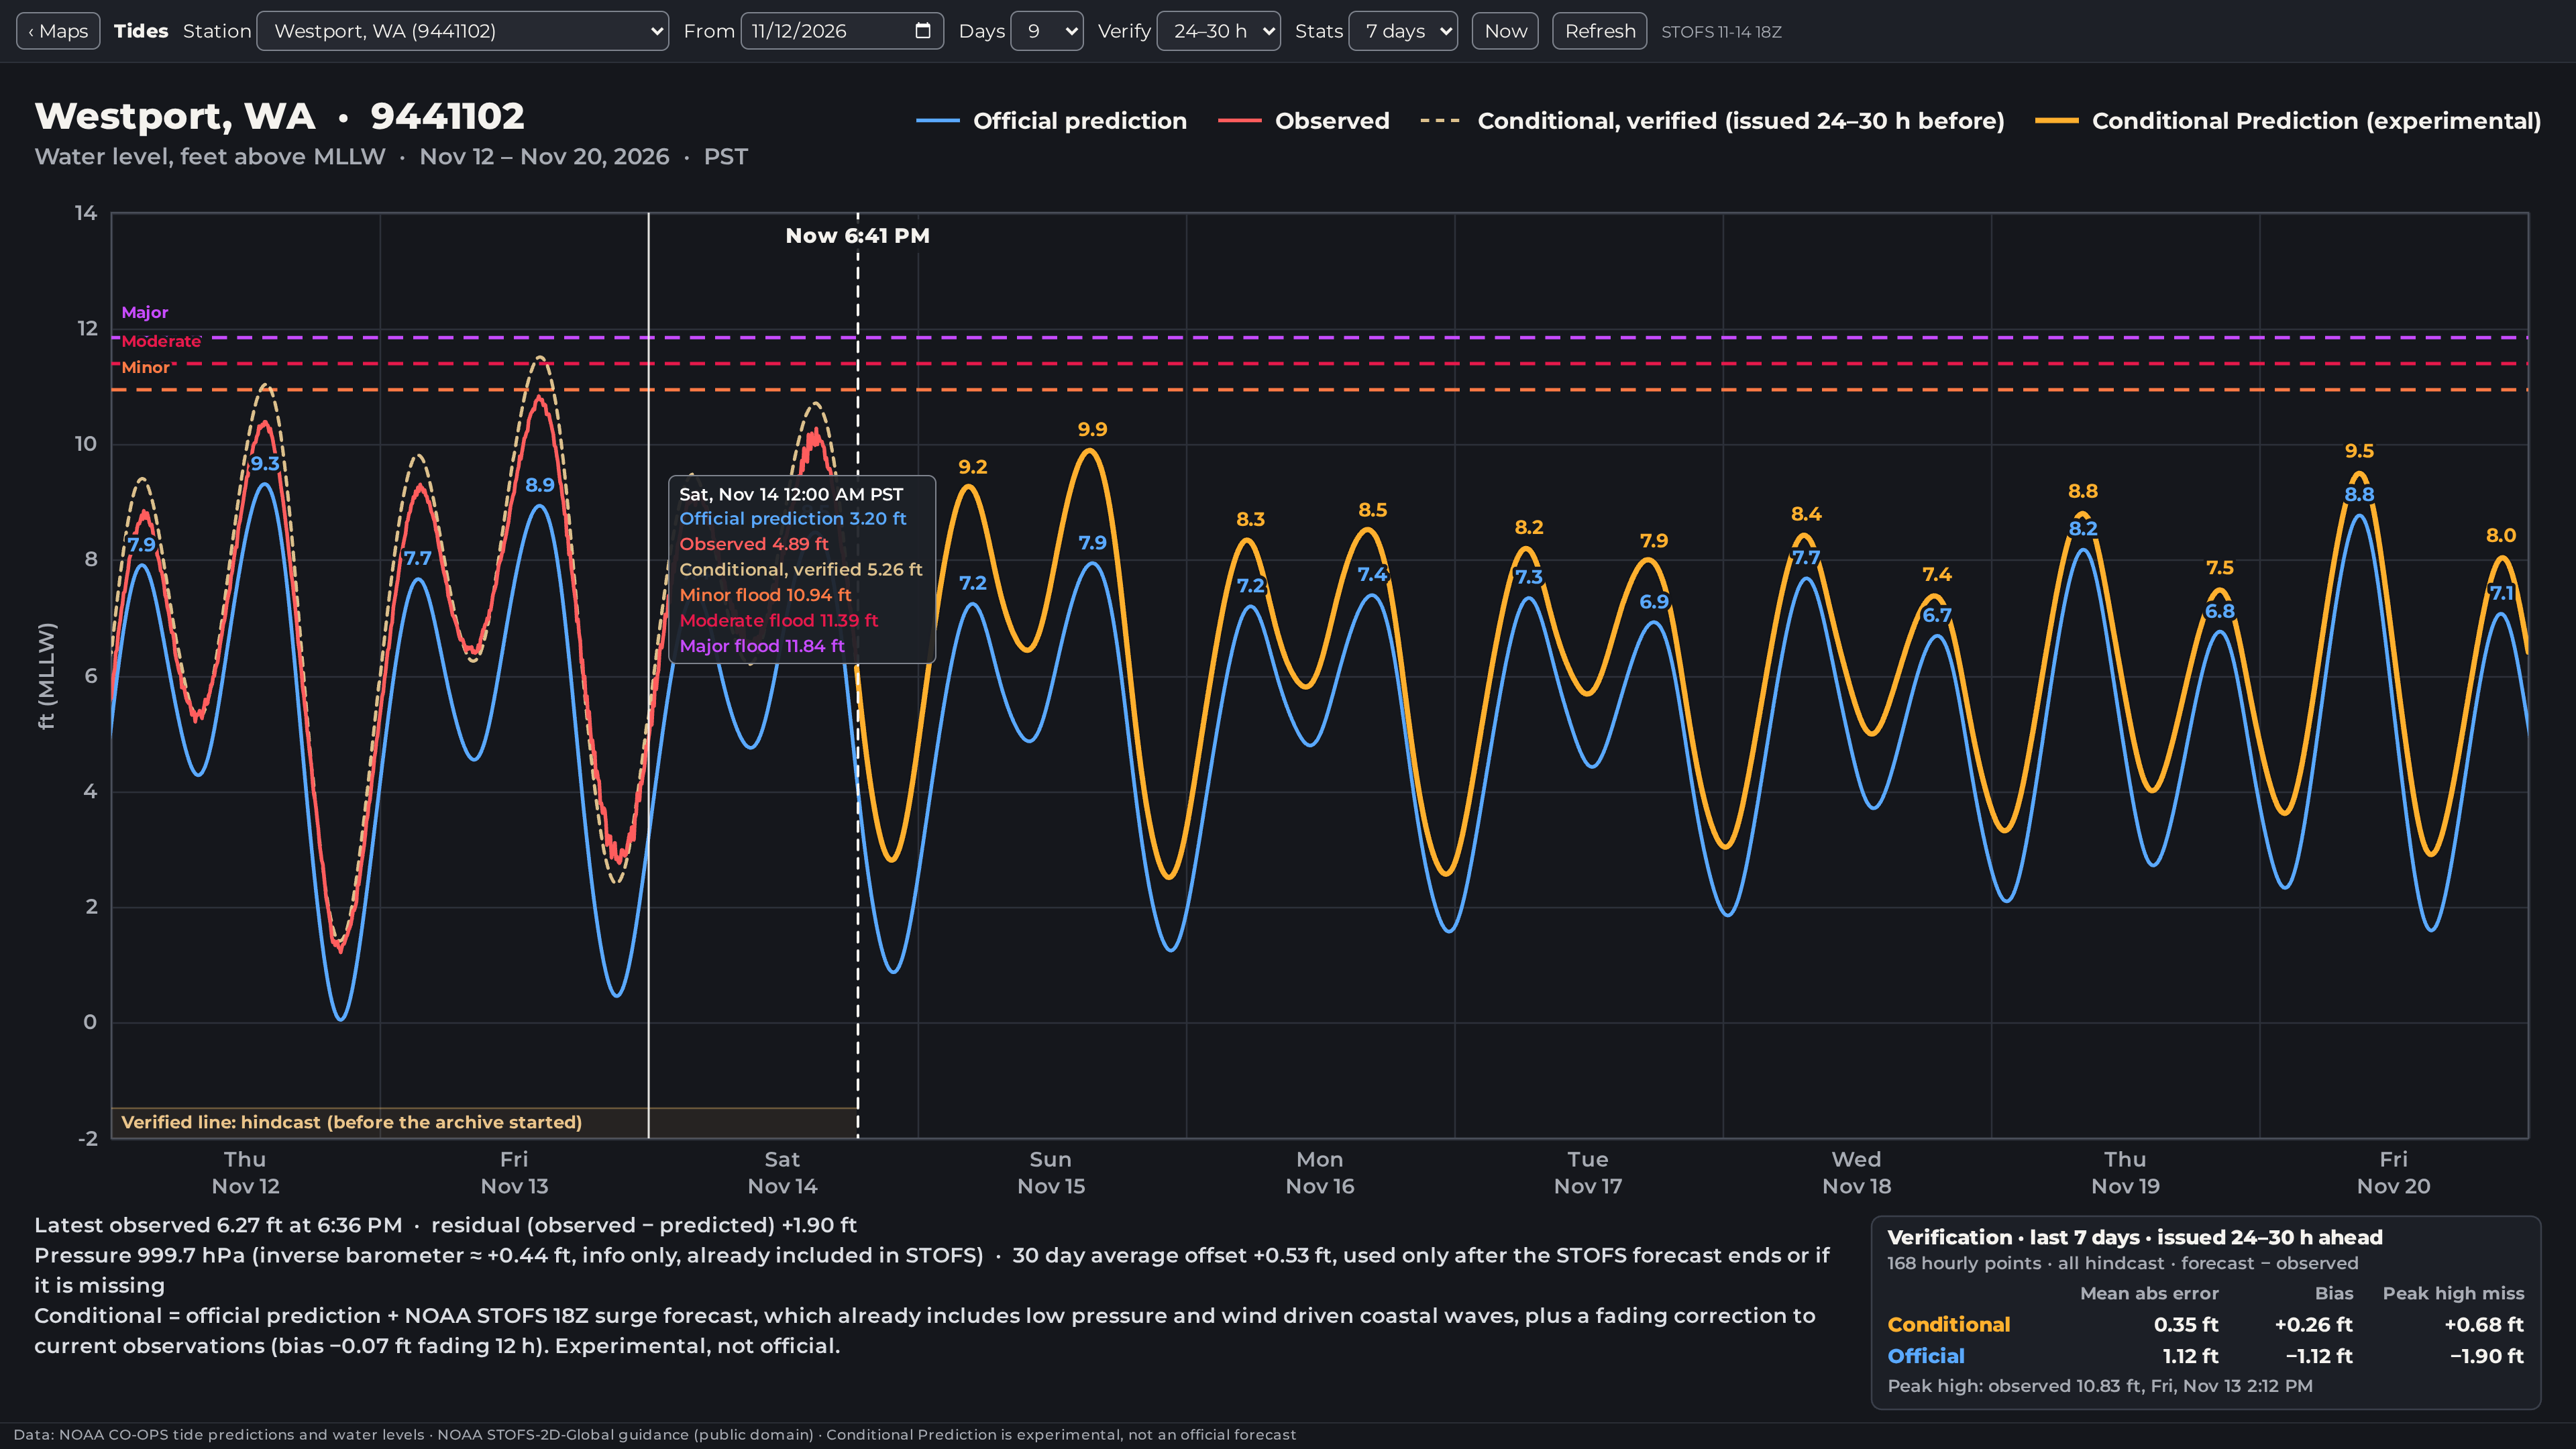 ‹ Maps Tides Station Westport, WA (9441102) From 11/12/2026 Days 9 Verify 24–30 h Stats 7 days Now Refresh STOFS 11-14 18Z
Westport, WA · 9441102
Water level, feet above MLLW · Nov 12 – Nov 20, 2026 · PST
Official prediction Observed Conditional, verified (issued 24–30 h before) Conditional Prediction (experimental)
Now 6:41 PM
ft (MLLW)
14
12
10
8
6
4
2
0
-2
Major
Moderate
Minor
7.9
9.3
7.7
8.9
Sat, Nov 14 12:00 AM PST
Official prediction 3.20 ft
Observed 4.89 ft
Conditional, verified 5.26 ft
Minor flood 10.94 ft
Moderate flood 11.39 ft
Major flood 11.84 ft
9.2
7.2
9.9
7.9
8.3
7.2
8.5
7.4
8.2
7.3
7.9
6.9
8.4
7.7
7.4
6.7
8.8
8.2
7.5
6.8
9.5
8.8
8.0
7.1
Verified line: hindcast (before the archive started)
Thu Fri Sat Sun Mon Tue Wed Thu Fri
Nov 12 Nov 13 Nov 14 Nov 15 Nov 16 Nov 17 Nov 18 Nov 19 Nov 20
Latest observed 6.27 ft at 6:36 PM · residual (observed − predicted) +1.90 ft
Pressure 999.7 hPa (inverse barometer ≈ +0.44 ft, info only, already included in STOFS) · 30 day average offset +0.53 ft, used only after the STOFS forecast ends or if
it is missing
Conditional = official prediction + NOAA STOFS 18Z surge forecast, which already includes low pressure and wind driven coastal waves, plus a fading correction to
current observations (bias −0.07 ft fading 12 h). Experimental, not official.
Verification · last 7 days · issued 24–30 h ahead
168 hourly points · all hindcast · forecast − observed
Mean abs error Bias Peak high miss
Conditional 0.35 ft +0.26 ft +0.68 ft
Official 1.12 ft −1.12 ft −1.90 ft
Peak high: observed 10.83 ft, Fri, Nov 13 2:12 PM
Data: NOAA CO-OPS tide predictions and water levels · NOAA STOFS-2D-Global guidance (public domain) · Conditional Prediction is experimental, not an official forecast